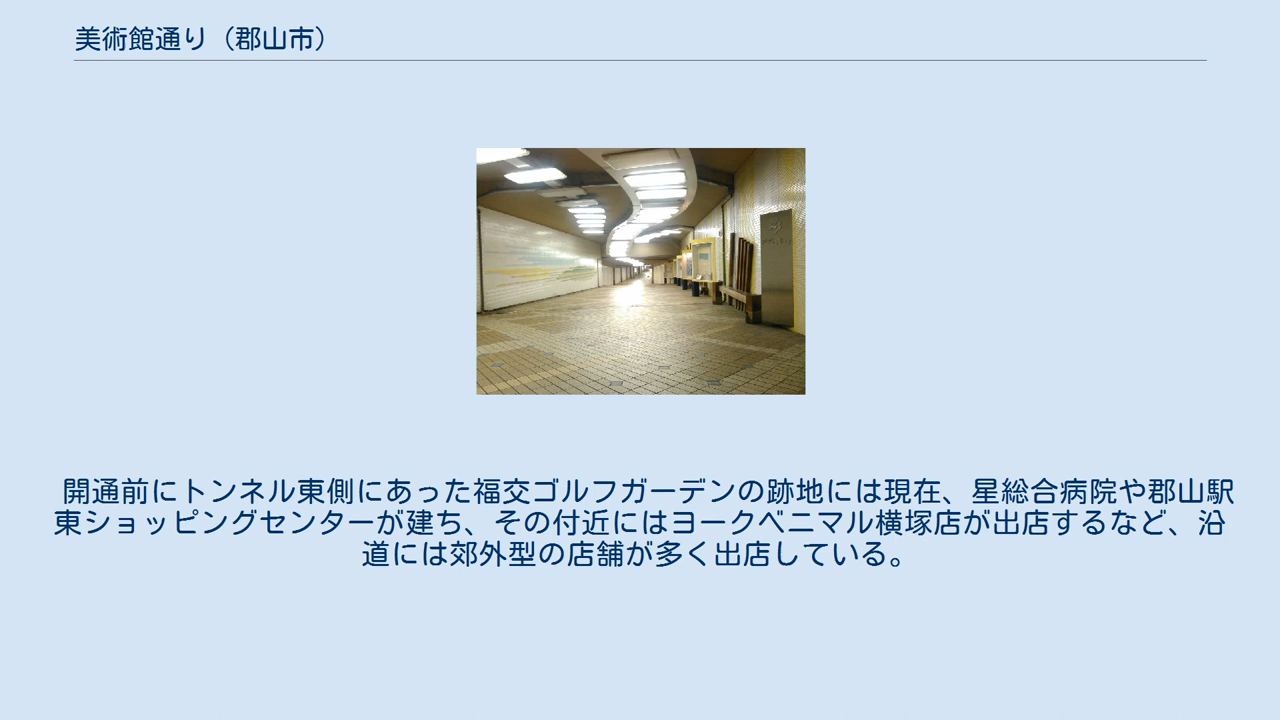 美術館通り（郡山市）
開通前にトンネル東側にあった福交ゴルフガーデンの跡地には現在、星総合病院や郡山駅
東ショッピングセンターが建ち、その付近にはヨークベニマル横塚店が出店するなど、沿
道には郊外型の店舗が多く出店している。